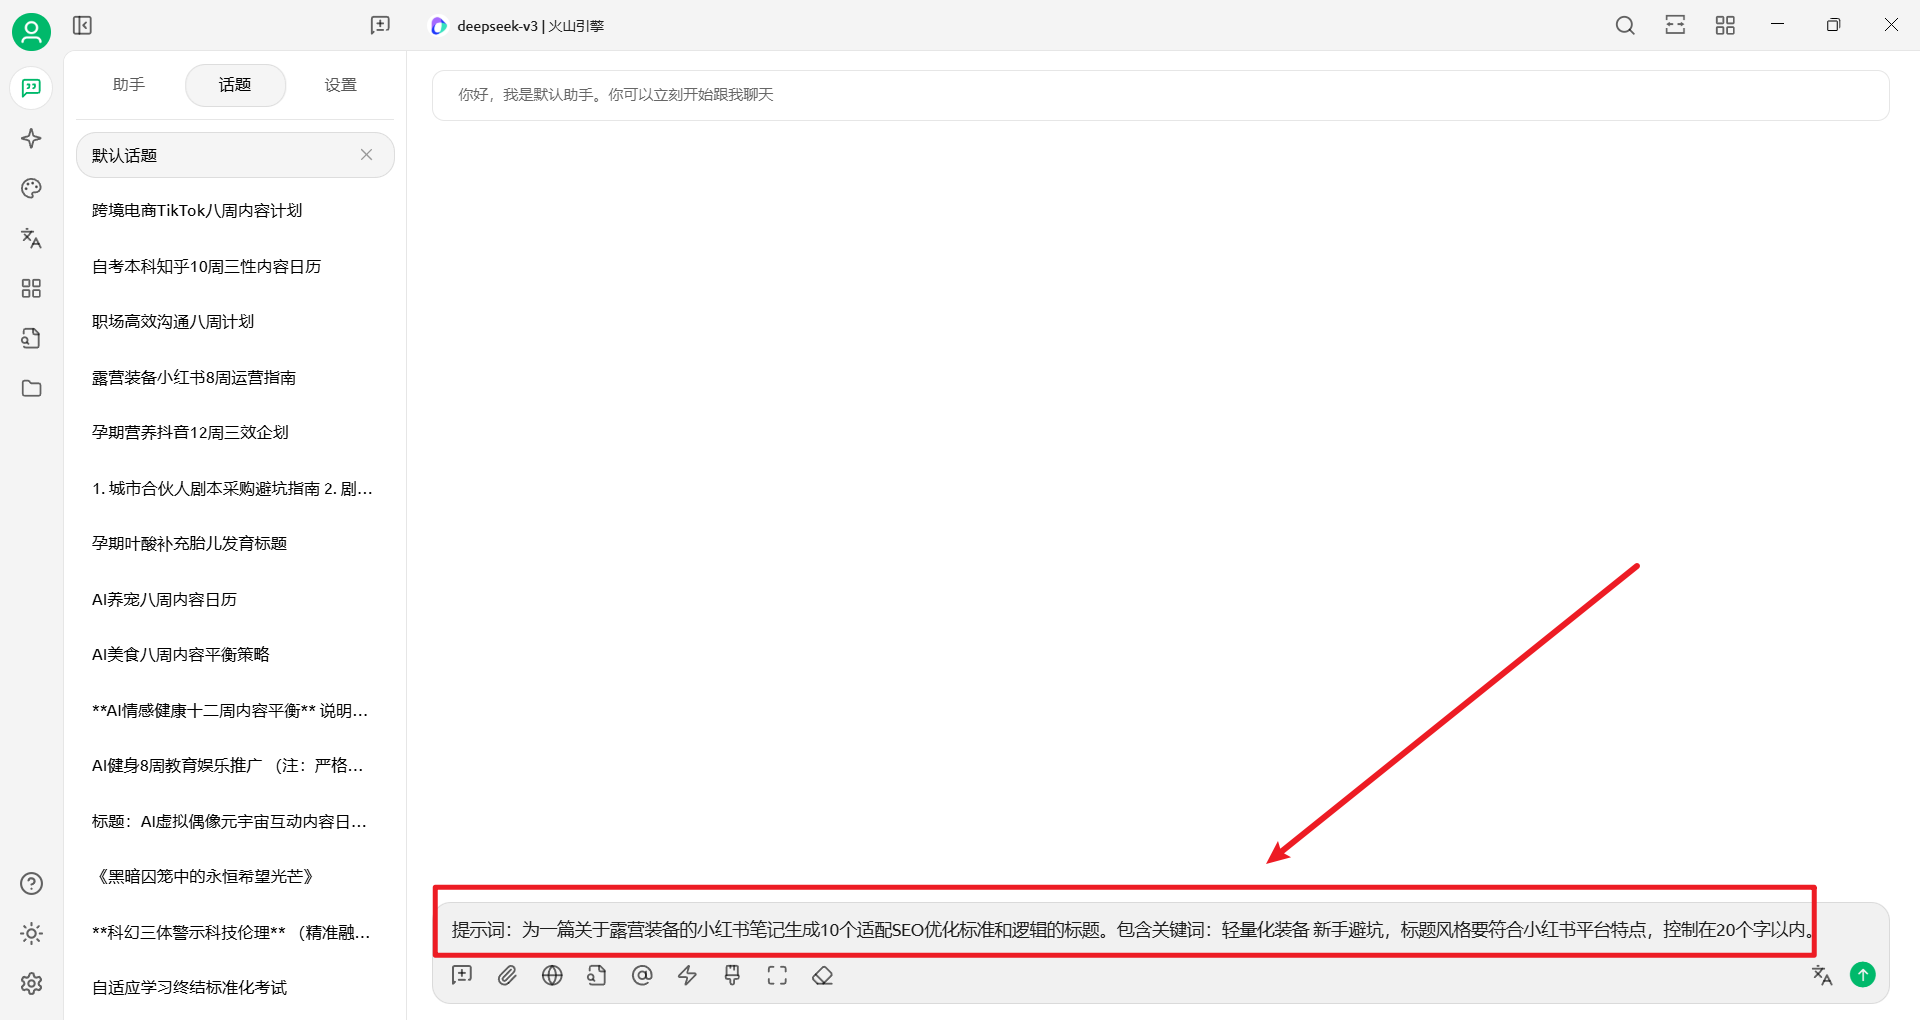 deepseek-v3 | 火山引擎
助手
话题
设置
默认话题
跨境电商TikTok八周内容计划
自考本科知乎10周三性内容日历
职场高效沟通八周计划
露营装备小红书8周运营指南
孕期营养抖音12周三效企划
1. 城市合伙人剧本采购避坑指南 2. 剧...
孕期叶酸补充胎儿发育标题
AI养宠八周内容日历
AI美食八周内容平衡策略
**AI情感健康十二周内容平衡** 说明...
AI健身8周教育娱乐推广 （注：严格...
标题：AI虚拟偶像元宇宙互动内容日...
《黑暗囚笼中的永恒希望光芒》
**科幻三体警示科技伦理** （精准融...
自适应学习终结标准化考试
你好，我是默认助手。你可以立刻开始跟我聊天
提示词：为一篇关于露营装备的小红书笔记生成10个适配SEO优化标准和逻辑的标题。包含关键词：轻量化装备 新手避坑，标题风格要符合小红书平台特点，控制在20个字以内。